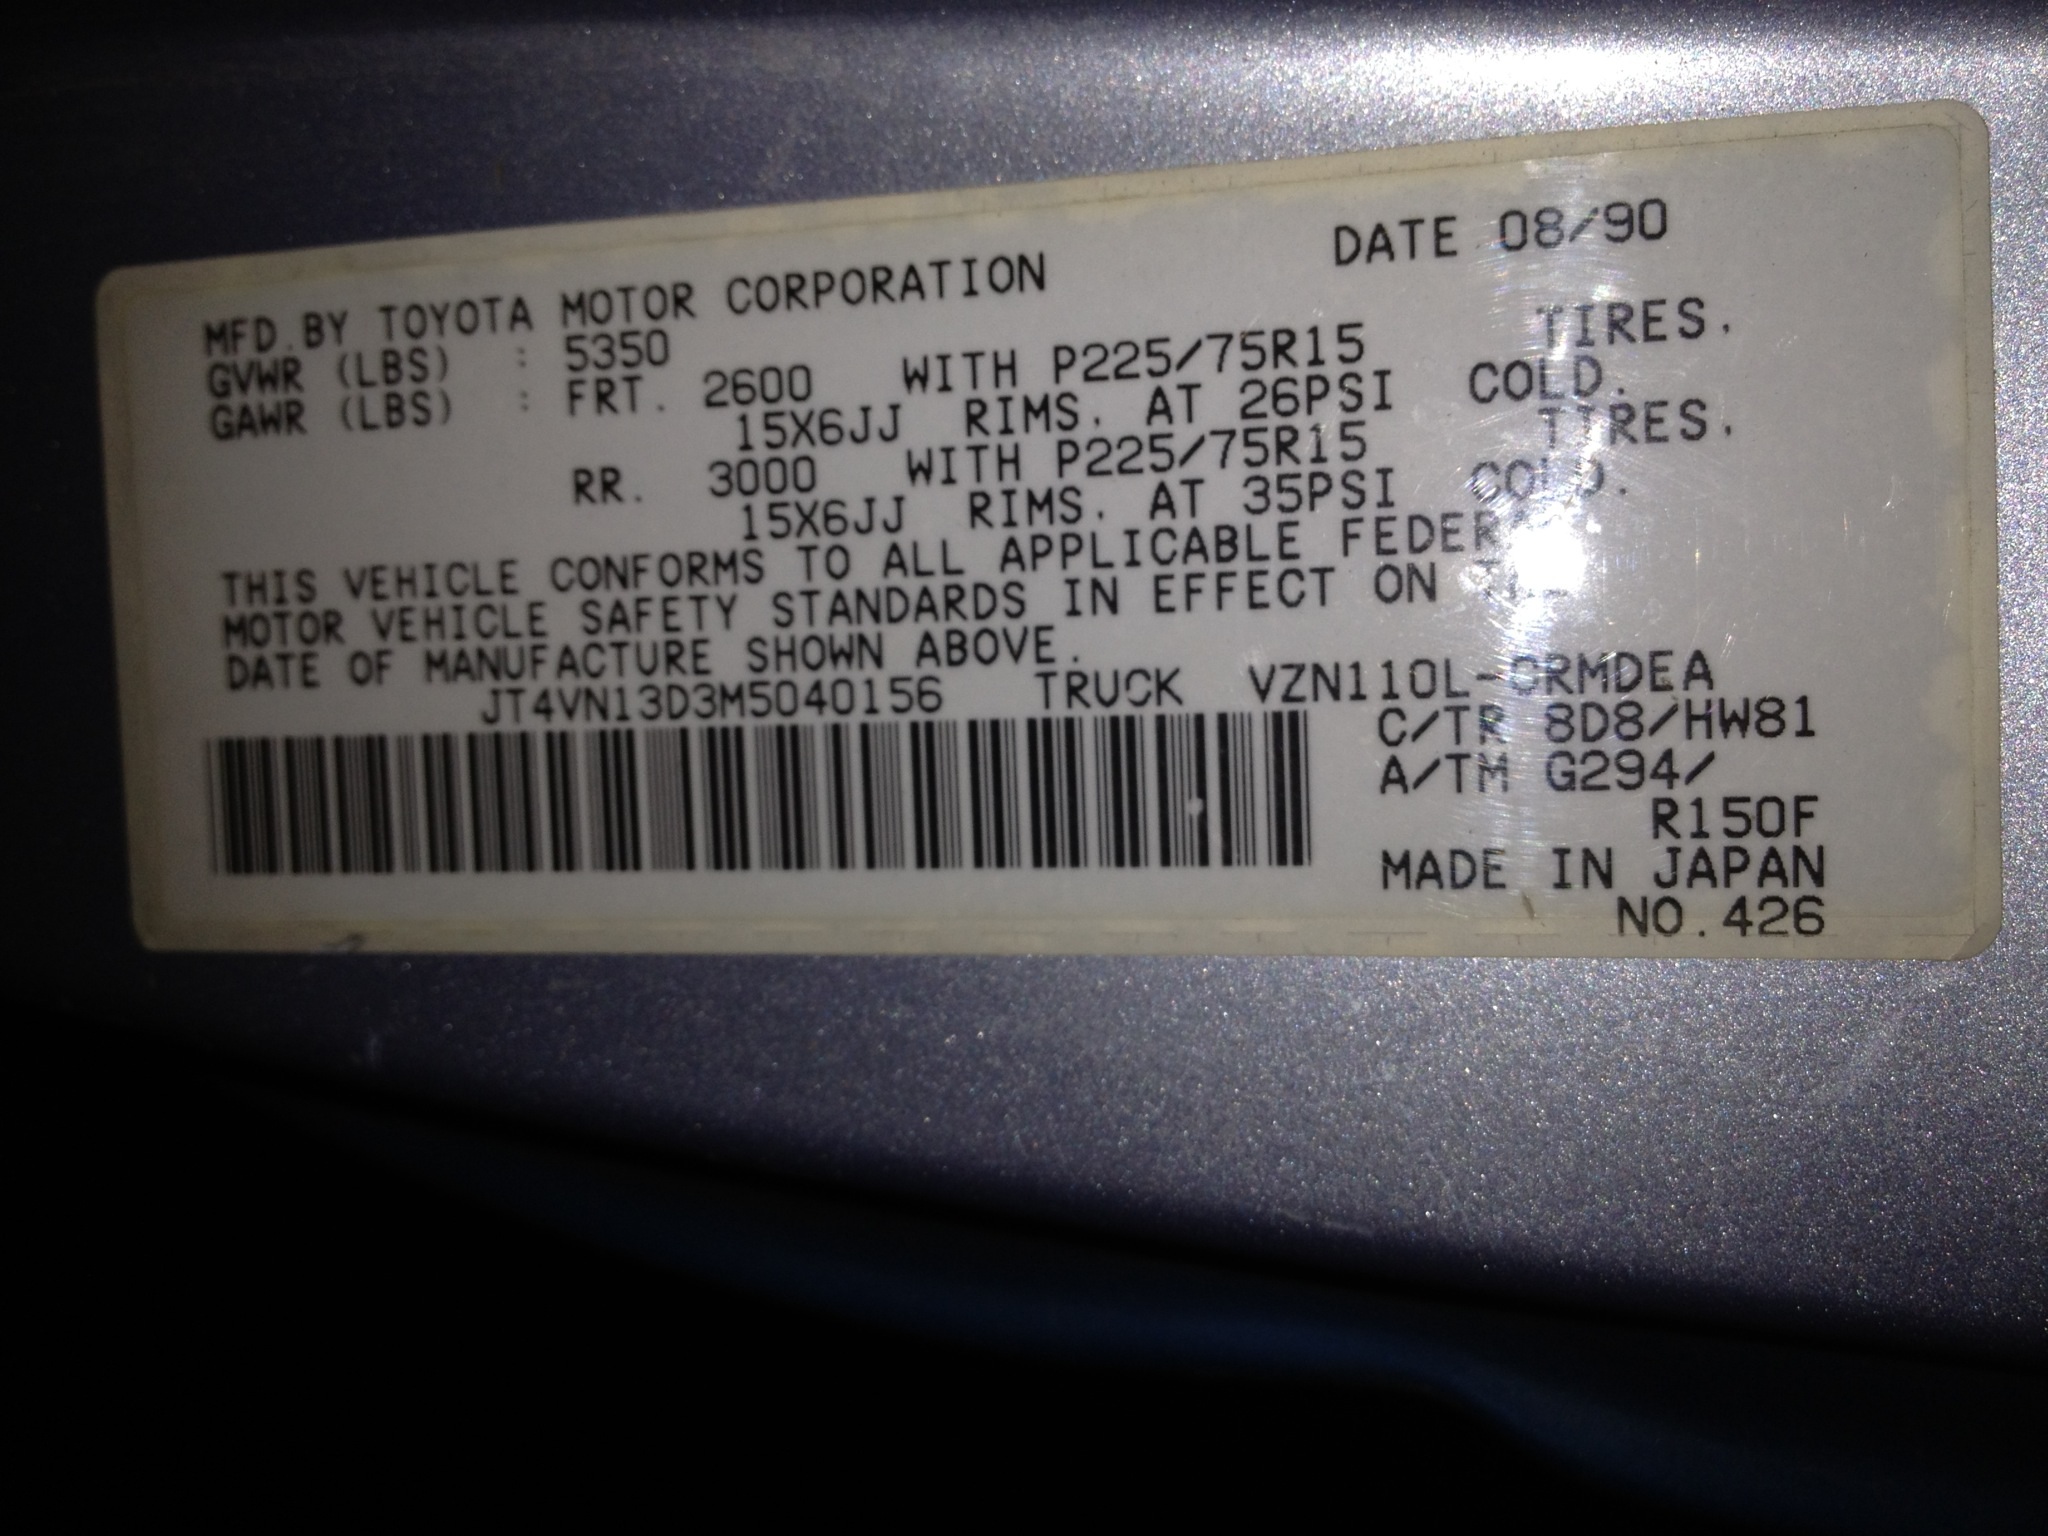 DATE 08/90
MFD.BY TOYOTA MOTOR CORPORATION
GVWR (LBS) : 5350
GAWR (LBS) : FRT. 2600 WITH P225/75R15 TIRES.
15X6JJ RIMS. AT 26PSI COLD.
RR. 3000 WITH P225/75R15 TIRES.
15X6JJ RIMS. AT 35PSI COLD.
THIS VEHICLE CONFORMS TO ALL APPLICABLE
MOTOR VEHICLE SAFETY STANDARDS IN EFFECT ON
DATE OF MANUFACTURE SHOWN ABOVE.
JT4VN13D3M5040156 TRUCK VZN110L-CRMDEA
C/TR 8D8/HW81
A/TM G294/
R150F
MADE IN JAPAN
NO.426